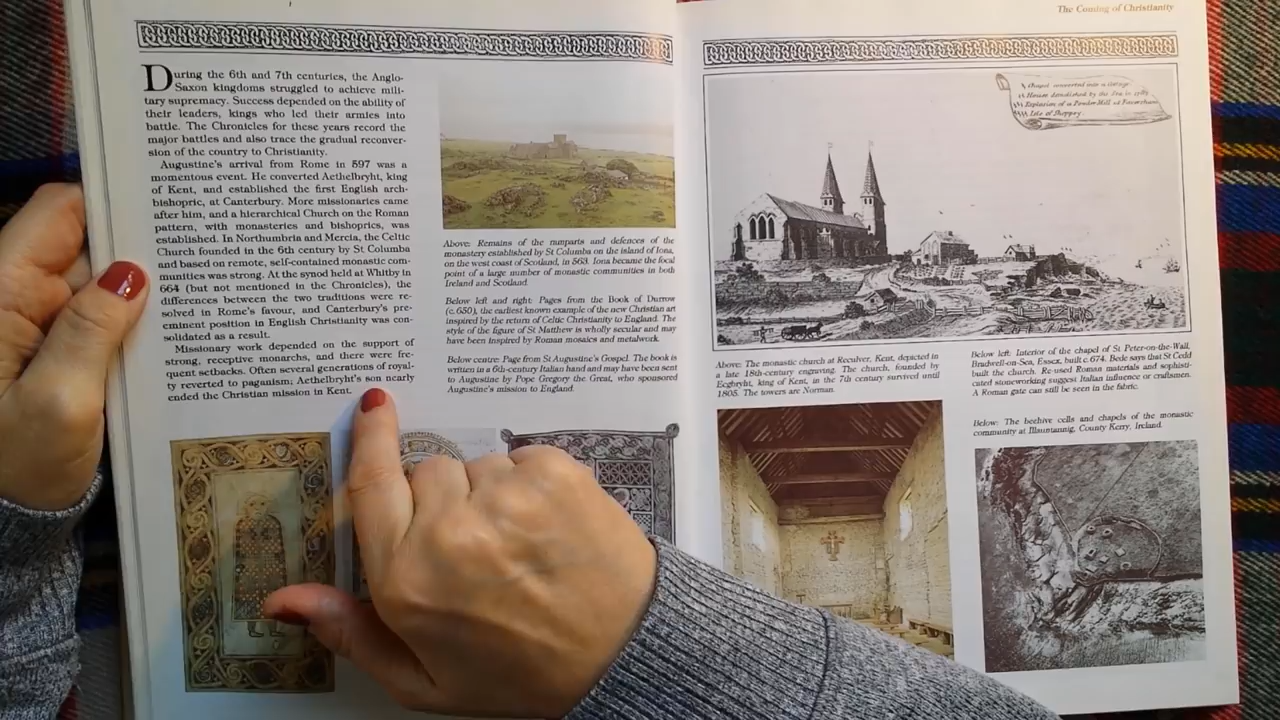 The Coming of Christianity
During the 6th and 7th centuries, the Anglo-
Saxon kingdoms struggled to achieve mili-
tary supremacy. Success depended on the ability of
their leaders, kings who led their armies into
battle. The Chronicles for these years record the
major battles and also trace the gradual reconver-
sion of the country to Christianity.
Augustine's arrival from Rome in 597 was a
momentous event. He converted Aethelbryht, king
of Kent, and established the first English arch-
bishopric, at Canterbury. More missionaries came
after him, and a hierarchical Church on the Roman
pattern, with monasteries and bishoprics, was
established. In Northumbria and Mercia, the Celtic
Church founded in the 6th century by St Columba
and based on remote, self-contained monastic com-
munities was strong. At the synod held at Whitby in
664 (but not mentioned in the Chronicles), the
differences between the two traditions were re-
solved in Rome's favour, and Canterbury's pre-
eminent position in English Christianity was con-
solidated as a result.
Missionary work depended on the support of
strong, receptive monarchs, and there were fre-
quent setbacks. Often several generations of royal-
ty reverted to paganism; Aethelbryht's son nearly
ended the Christian mission in Kent.
Above: Remains of the ramparts and defences of the
monastery established by St Columba on the island of Iona,
on the west coast of Scotland, in 563. Iona became the focal
point of a large number of monastic communities in both
Ireland and Scotland.
Below left and right: Pages from the Book of Durrow
(c.650), the earliest known example of the new Christian art
inspired by the return of Celtic Christianity to England. The
style of the figure of St Matthew is wholly secular and may
have been inspired by Roman mosaics and metalwork.
Below centre: Page from St Augustine's Gospel. The book is
written in a 6th-century Italian hand and may have been sent
to Augustine by Pope Gregory the Great, who sponsored
Augustine's mission to England.
Chapel converted into a Cottage
House demolished by the Sea in
Explosion of a Powder Mill at Faversham
Isle of Sheppey.
Above: The monastic church at Reculver, Kent, depicted in
a late 18th-century engraving. The church, founded by
Ecgbryht, king of Kent, in the 7th century survived until
1805. The towers are Norman.
Below left: Interior of the chapel of St Peter-on-the-Wall,
Bradwell-on-Sea, Essex, built c.674. Bede says that St Cedd
built the church. Re-used Roman materials and sophisti-
cated stoneworking suggest Italian influence or craftsmen.
A Roman gate can still be seen in the fabric.
Below: The beehive cells and chapels of the monastic
community at Illauntannig, County Kerry, Ireland.